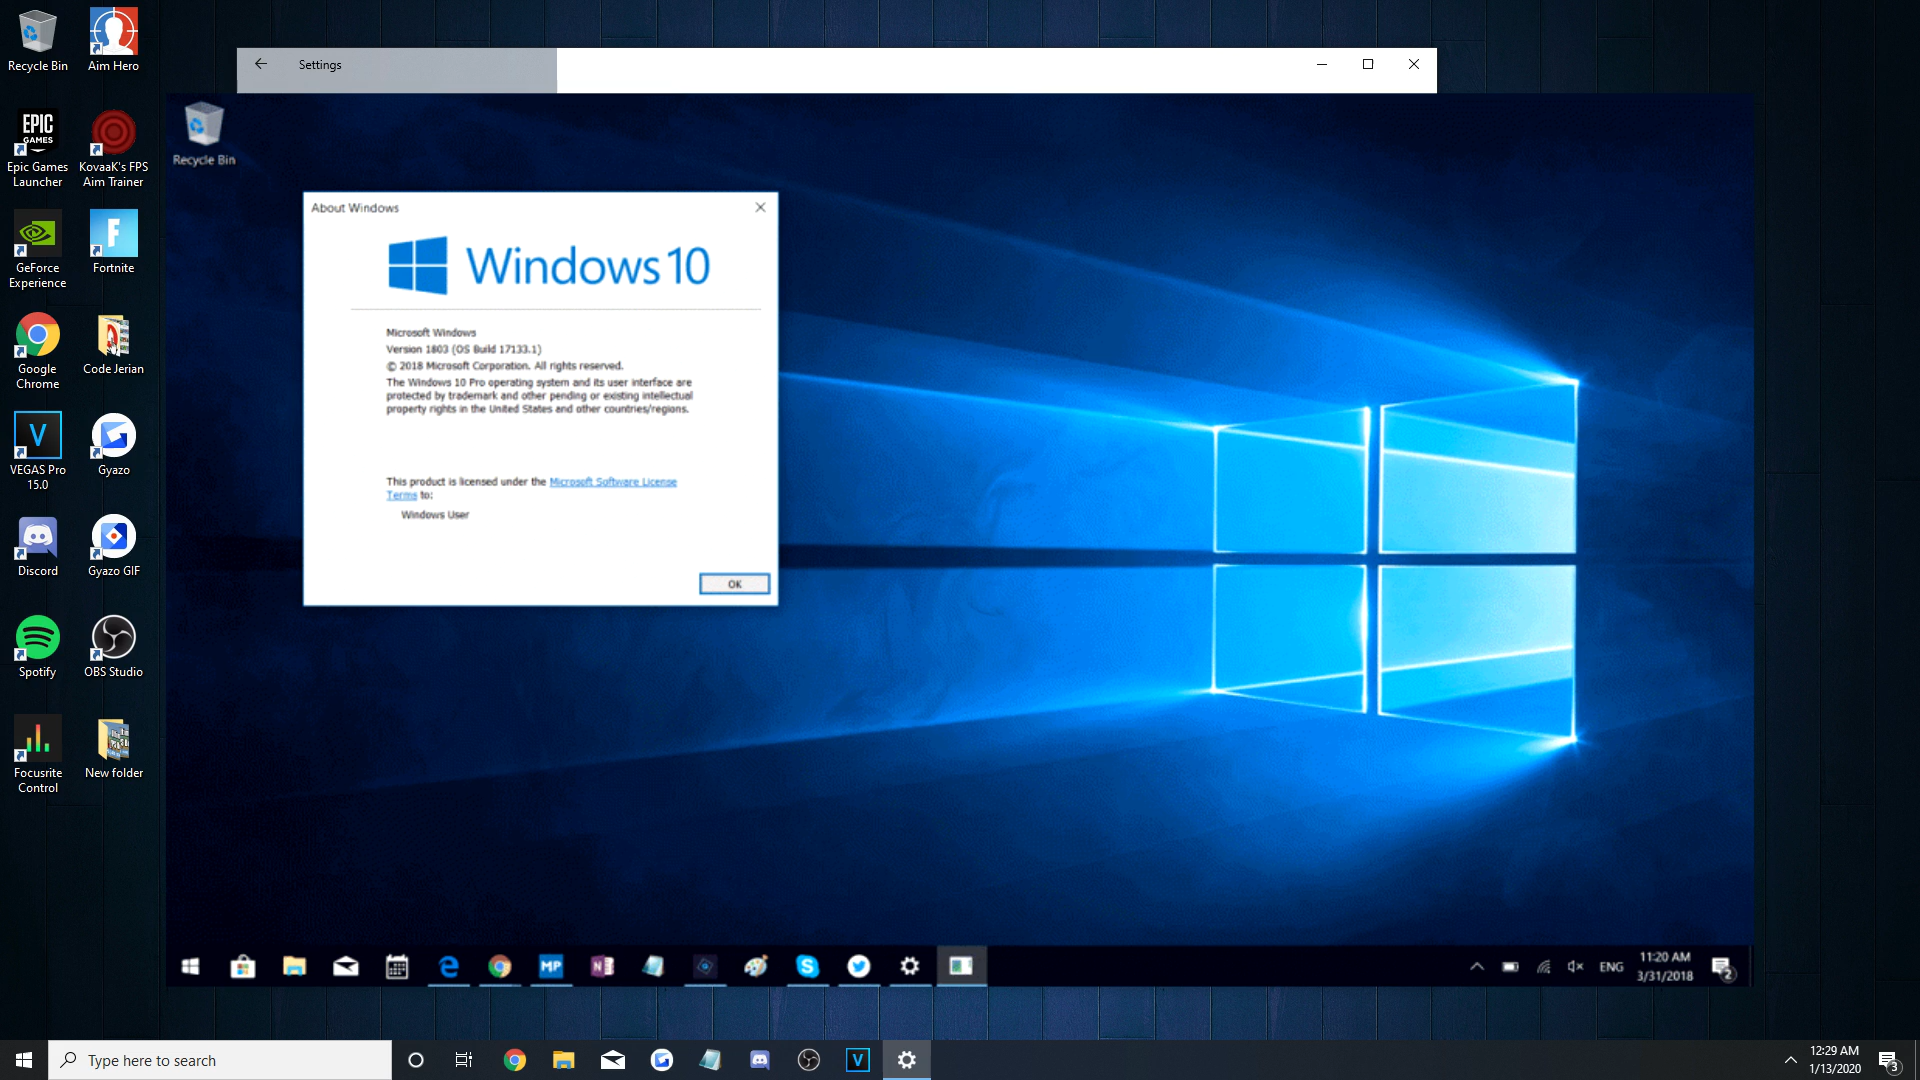 Recycle Bin
Aim Hero
EPIC
GAMES
Epic Games
Launcher
KovaaK's FPS
Aim Trainer
GeForce
Experience
F
Fortnite
Google
Chrome
Code Jerian
V
VEGAS Pro
15.0
Gyazo
Discord
Gyazo GIF
Spotify
OBS Studio
Focusrite
Control
New folder
Settings
Recycle Bin
About Windows
Windows 10
Microsoft Windows
Version 1803 (OS Build 17133.1)
© 2018 Microsoft Corporation. All rights reserved.
The Windows 10 Pro operating system and its user interface are
protected by trademark and other pending or existing intellectual
property rights in the United States and other countries/regions.
This product is licensed under the Microsoft Software License
Terms to:
Windows User
OK
MP
N
S
ENG
11:20 AM
3/31/2018
2
Type here to search
V
12:29 AM
1/13/2020
3